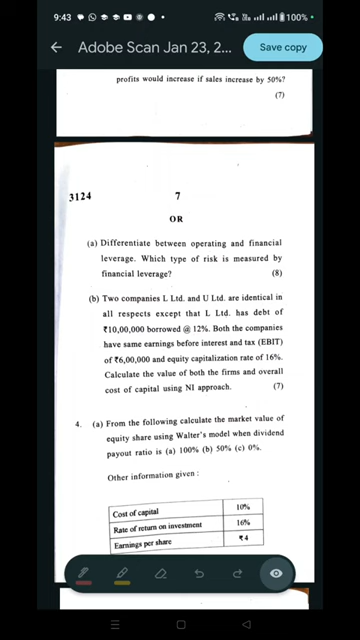 9:43
100%
Adobe Scan Jan 23, 2...
Save copy
profits would increase if sales increase by 50%?
(7)
3124
7
OR
(a) Differentiate between operating and financial
leverage. Which type of risk is measured by
financial leverage? (8)
(b) Two companies L Ltd. and U Ltd. are identical in
all respects except that L Ltd. has debt of
₹10,00,000 borrowed @ 12%. Both the companies
have same earnings before interest and tax (EBIT)
of ₹6,00,000 and equity capitalization rate of 16%.
Calculate the value of both the firms and overall
cost of capital using NI approach. (7)
4. (a) From the following calculate the market value of
equity share using Walter's model when dividend
payout ratio is (a) 100% (b) 50% (c) 0%.
Other information given :
Cost of capital 10%
Rate of return on investment 16%
Earnings per share ₹4